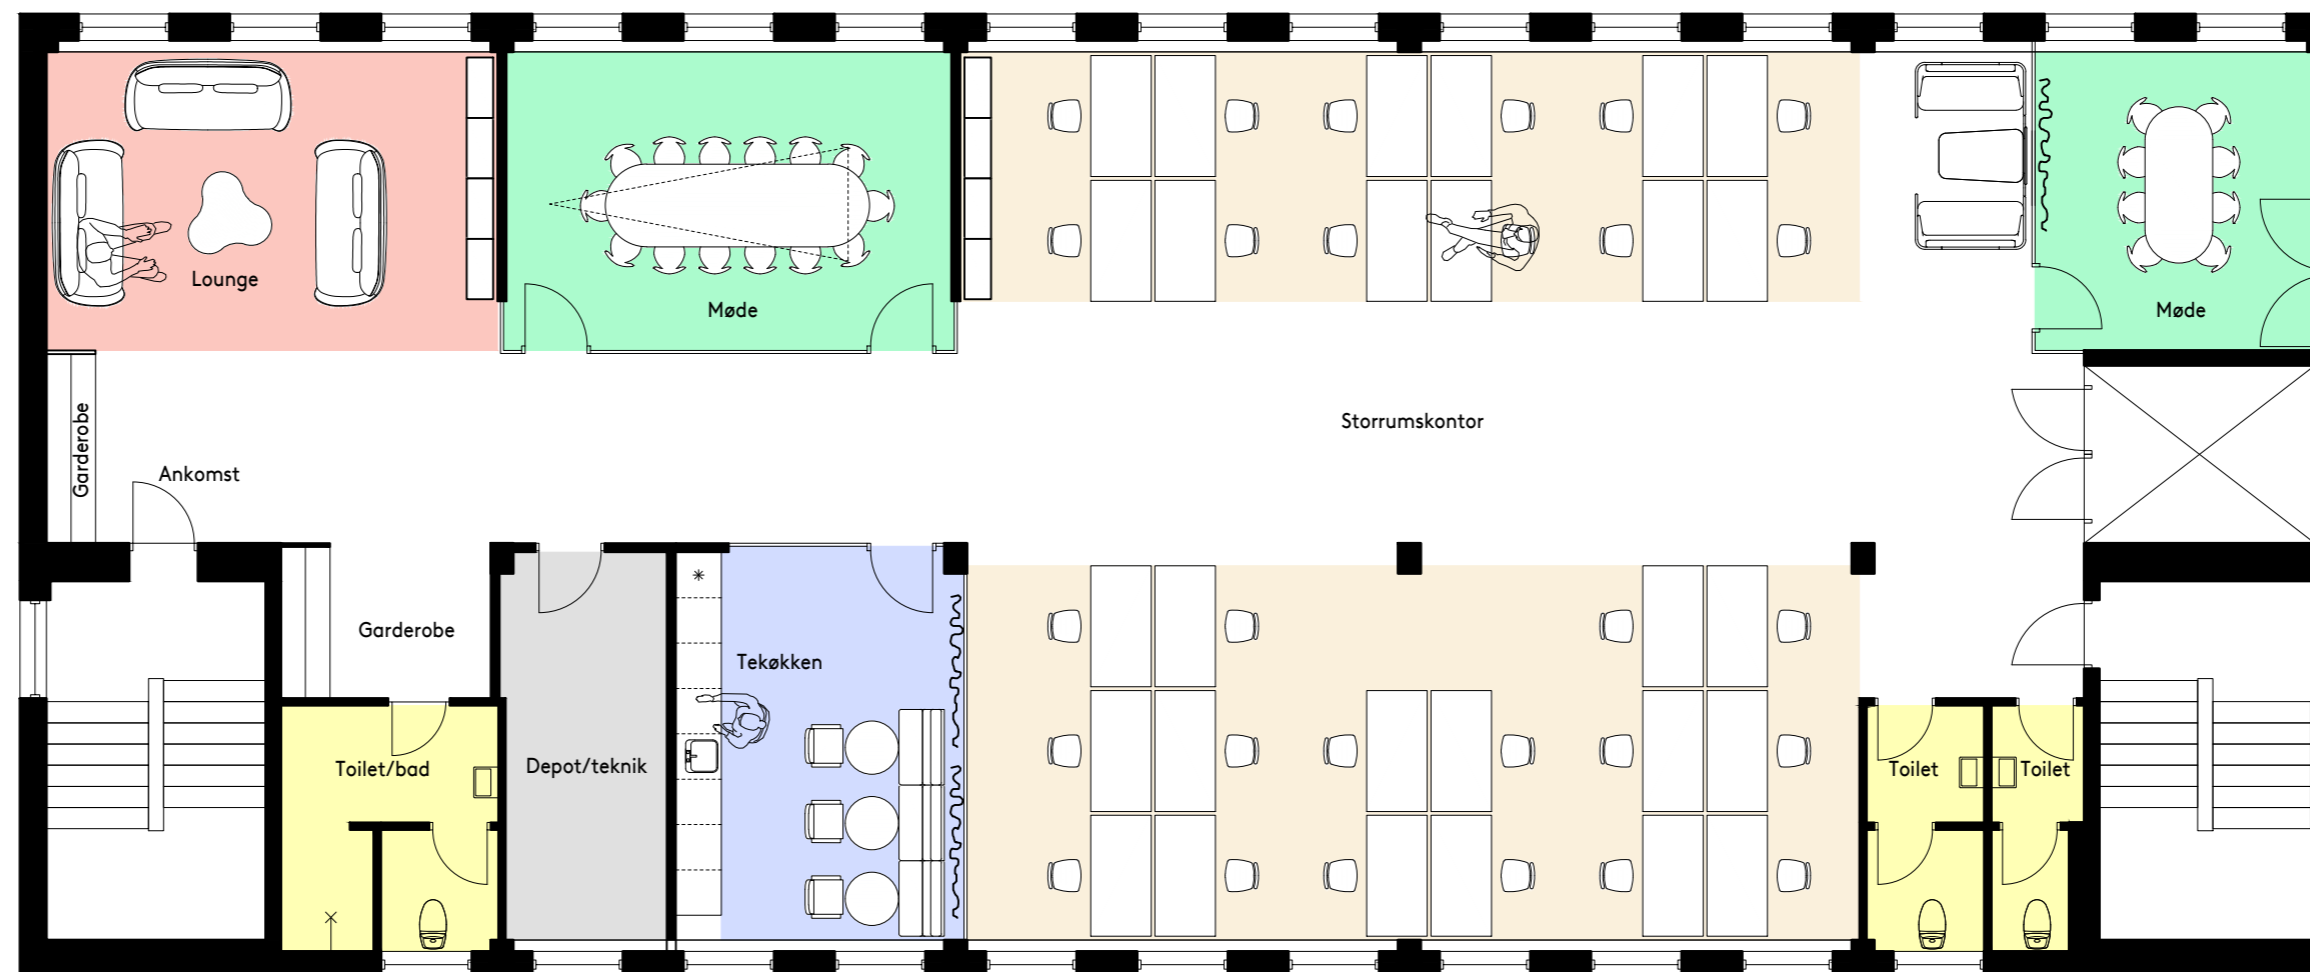 Lounge
Møde
Møde
Garderobe
Storrumskontor
Ankomst
Garderobe
Tekøkken
Toilet/bad
Depot/teknik
Toilet
Toilet